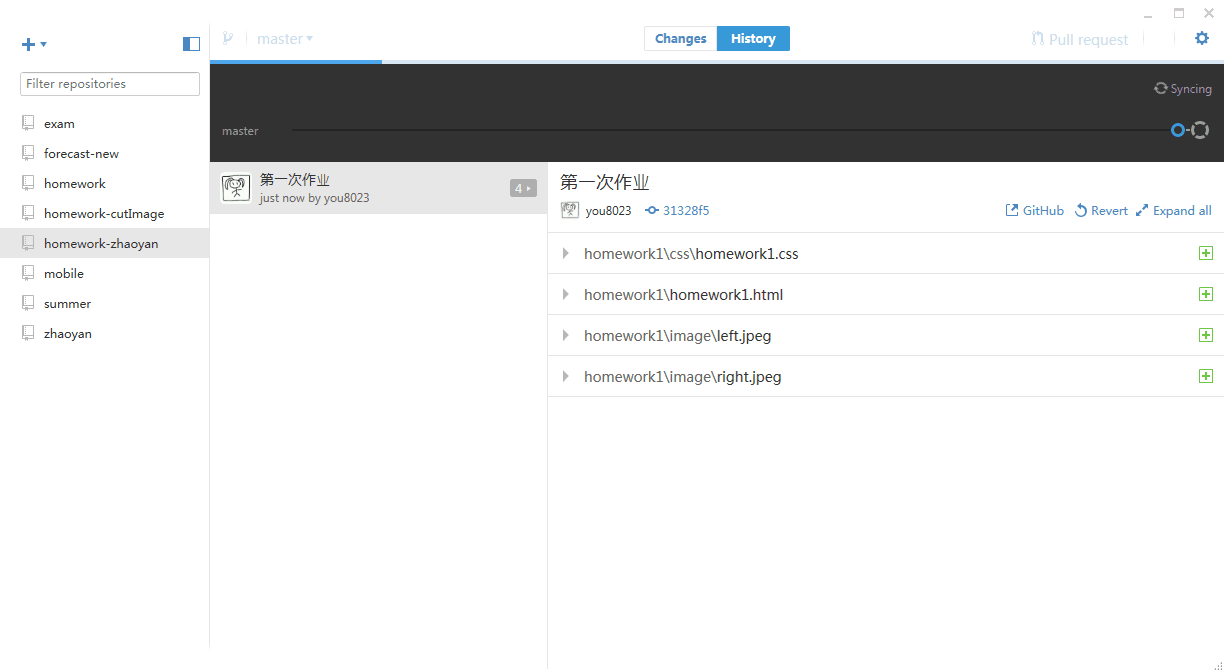 master
Changes
History
Pull request
Filter repositories
exam
forecast-new
homework
homework-cutImage
homework-zhaoyan
mobile
summer
zhaoyan
Syncing
master
第一次作业
just now by you8023
4
第一次作业
you8023
31328f5
GitHub
Revert
Expand all
homework1\css\homework1.css
homework1\homework1.html
homework1\image\left.jpeg
homework1\image\right.jpeg